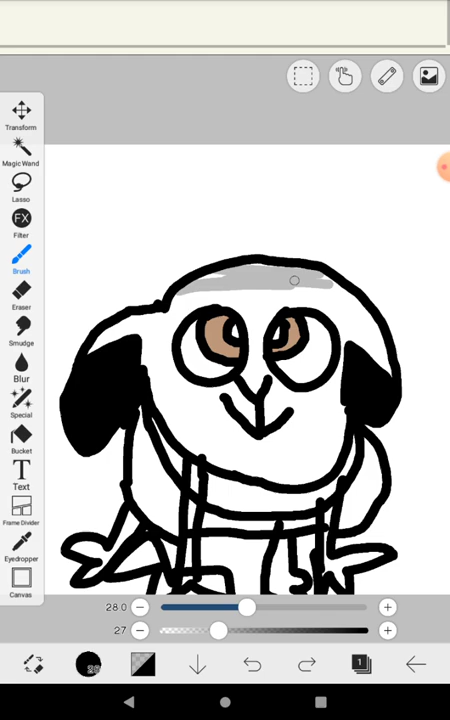 Transform
Magic Wand
Lasso
FX
Filter
Brush
Eraser
Smudge
Blur
Special
Bucket
T
Text
Frame Divider
Eyedropper
Canvas
28.0
27
1